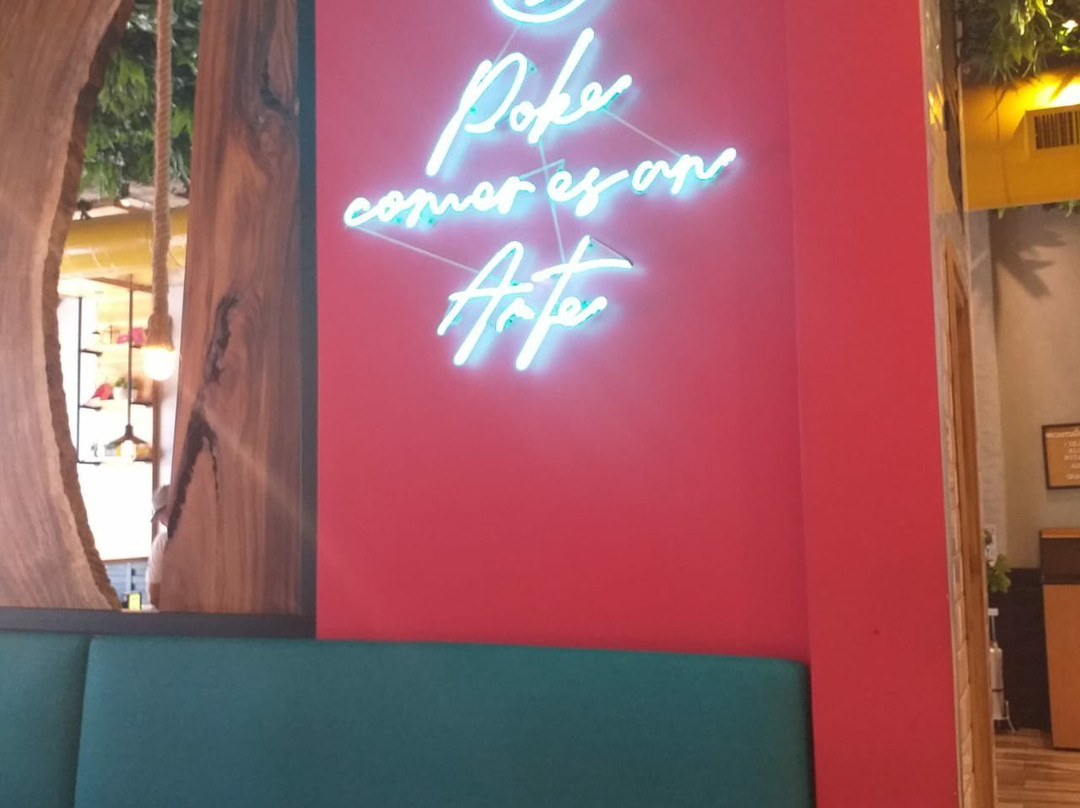 Poke
comer es un
Arte